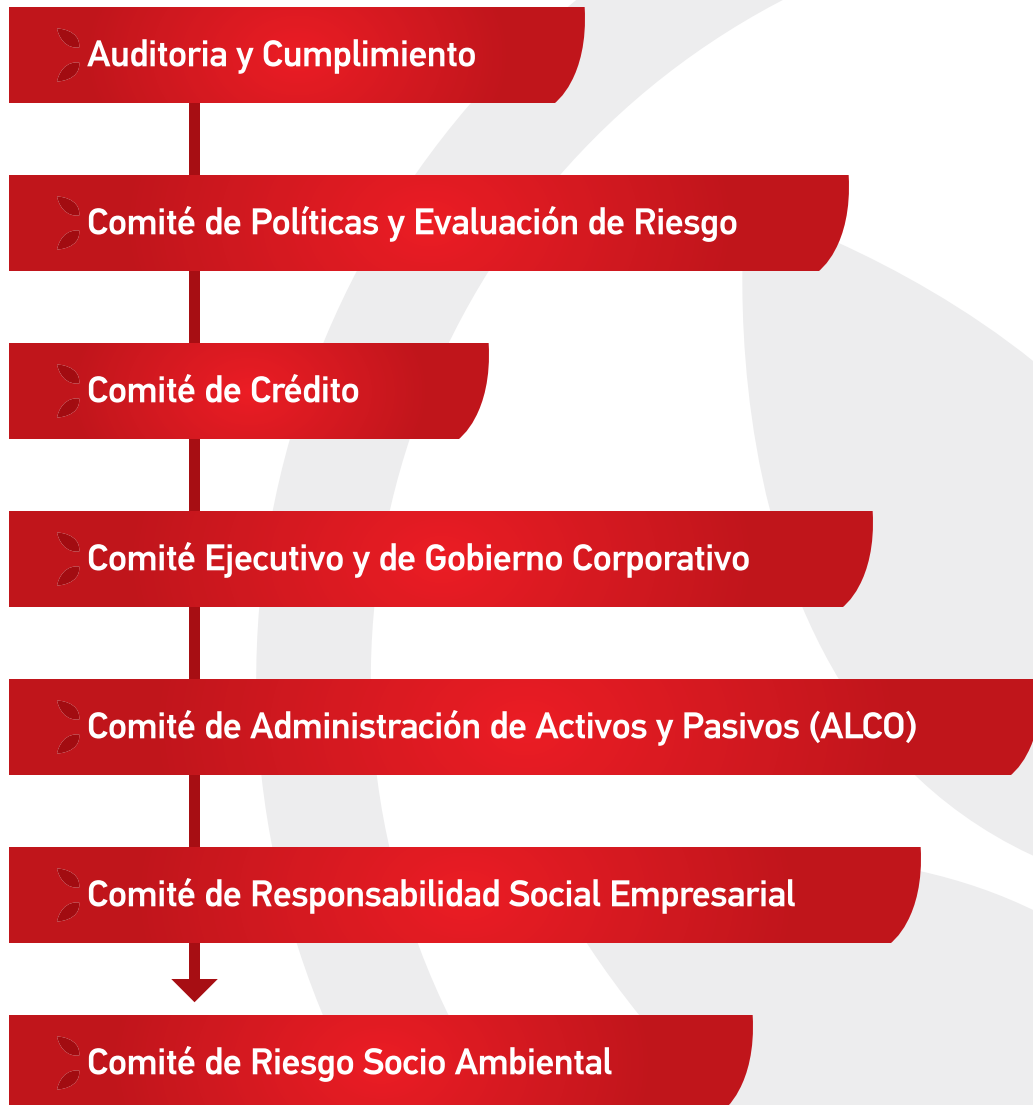 Auditoria y Cumplimiento
Comité de Políticas y Evaluación de Riesgo
Comité de Crédito
Comité Ejecutivo y de Gobierno Corporativo
Comité de Administración de Activos y Pasivos (ALCO)
Comité de Responsabilidad Social Empresarial
Comité de Riesgo Socio Ambiental